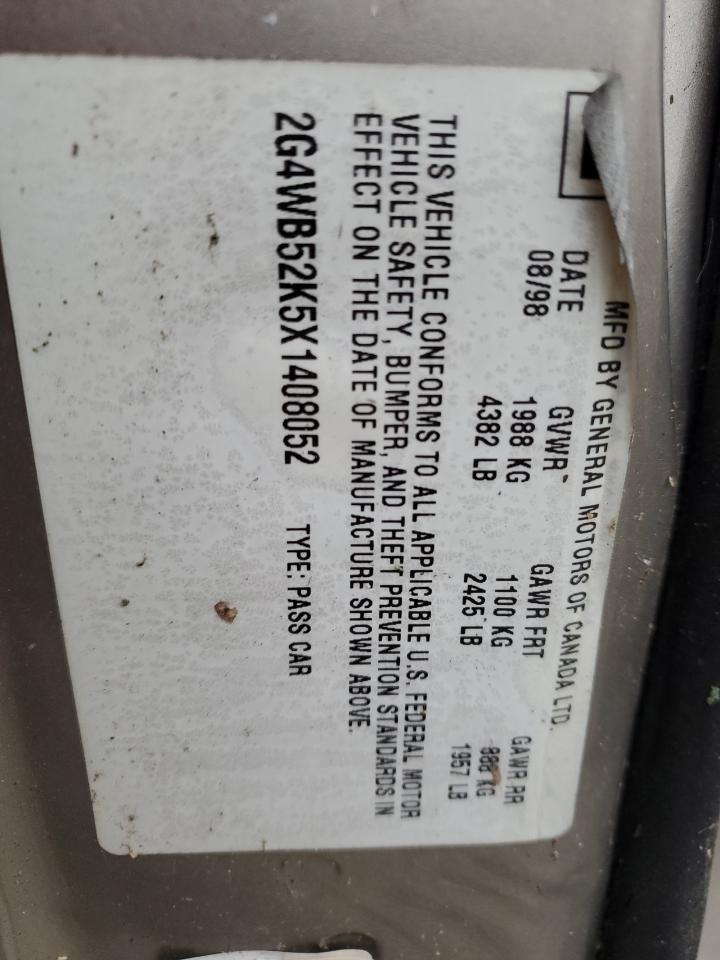 MFD BY GENERAL MOTORS OF CANADA LTD.
DATE GVWR GAWR FRT GAWR RR
08/98 1988 KG 1100 KG 888 KG
4382 LB 2425 LB 1957 LB
THIS VEHICLE CONFORMS TO ALL APPLICABLE U.S. FEDERAL MOTOR
VEHICLE SAFETY, BUMPER, AND THEFT PREVENTION STANDARDS IN
EFFECT ON THE DATE OF MANUFACTURE SHOWN ABOVE.
2G4WB52K5X1408052 TYPE: PASS CAR